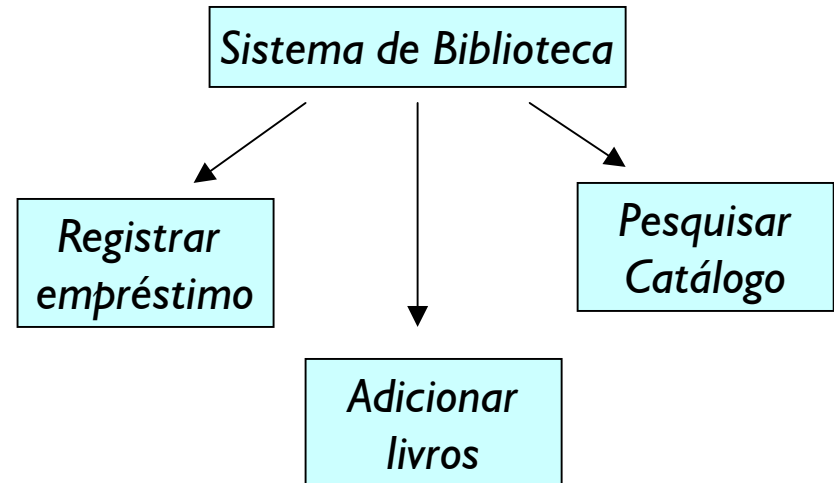 Sistema de Biblioteca
Registrar
empréstimo
Pesquisar
Catálogo
Adicionar
livros